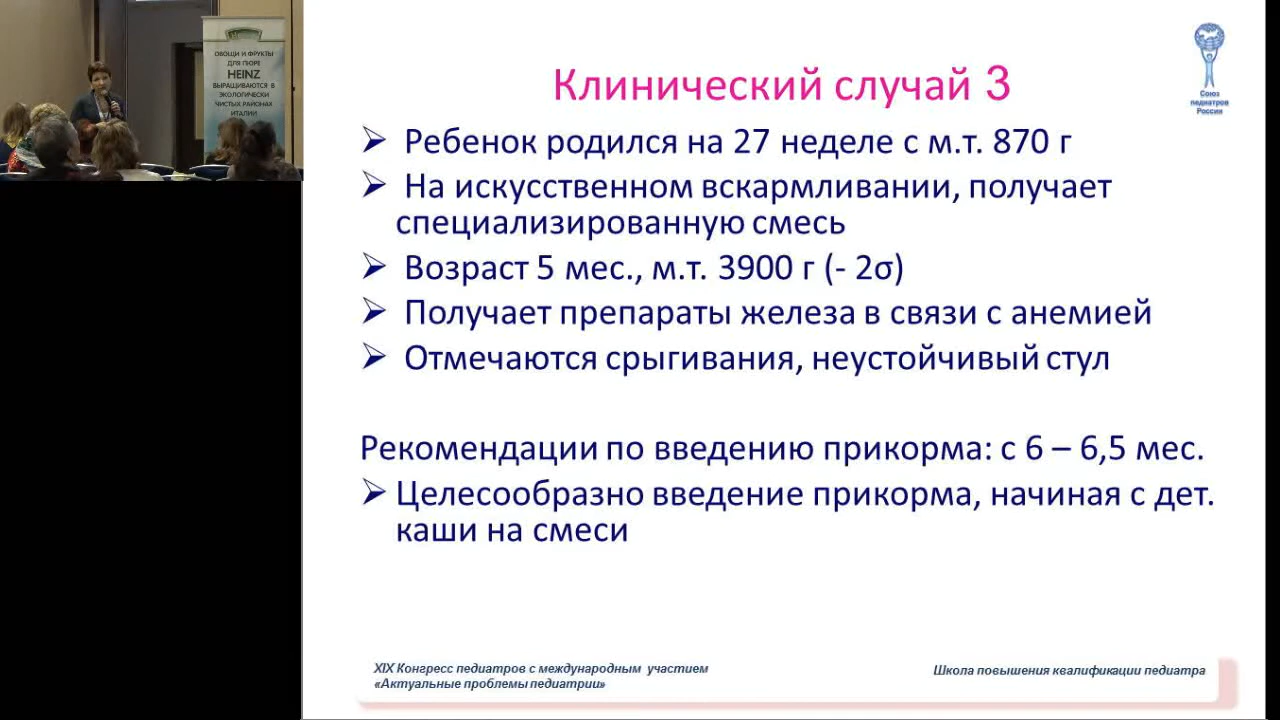 ОВОЩИ И ФРУКТЫ
ДЛЯ ПЮРЕ
HEINZ
ВЫРАЩИВАЮТСЯ В
ЭКОЛОГИЧЕСКИ
ЧИСТЫХ РАЙОНАХ
ИТАЛИИ
Союз
педиатров
России
Клинический случай 3
➢ Ребенок родился на 27 неделе с м.т. 870 г
➢ На искусственном вскармливании, получает
специализированную смесь
➢ Возраст 5 мес., м.т. 3900 г (- 2σ)
➢ Получает препараты железа в связи с анемией
➢ Отмечаются срыгивания, неустойчивый стул
Рекомендации по введению прикорма: с 6 – 6,5 мес.
➢ Целесообразно введение прикорма, начиная с дет.
каши на смеси
XIX Конгресс педиатров с международным участием
«Актуальные проблемы педиатрии»
Школа повышения квалификации педиатра